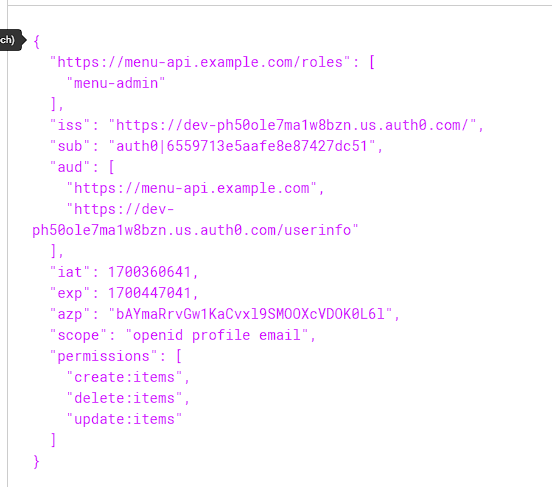 ch)
{
"https://menu-api.example.com/roles": [
"menu-admin"
],
"iss": "https://dev-ph50ole7ma1w8bzn.us.auth0.com/",
"sub": "auth0|6559713e5aafe8e87427dc51",
"aud": [
"https://menu-api.example.com",
"https://dev-
ph50ole7ma1w8bzn.us.auth0.com/userinfo"
],
"iat": 1700360641,
"exp": 1700447041,
"azp": "bAYmaRrvGw1KaCvxl9SMOOXcVDOK0L6l",
"scope": "openid profile email",
"permissions": [
"create:items",
"delete:items",
"update:items"
]
}